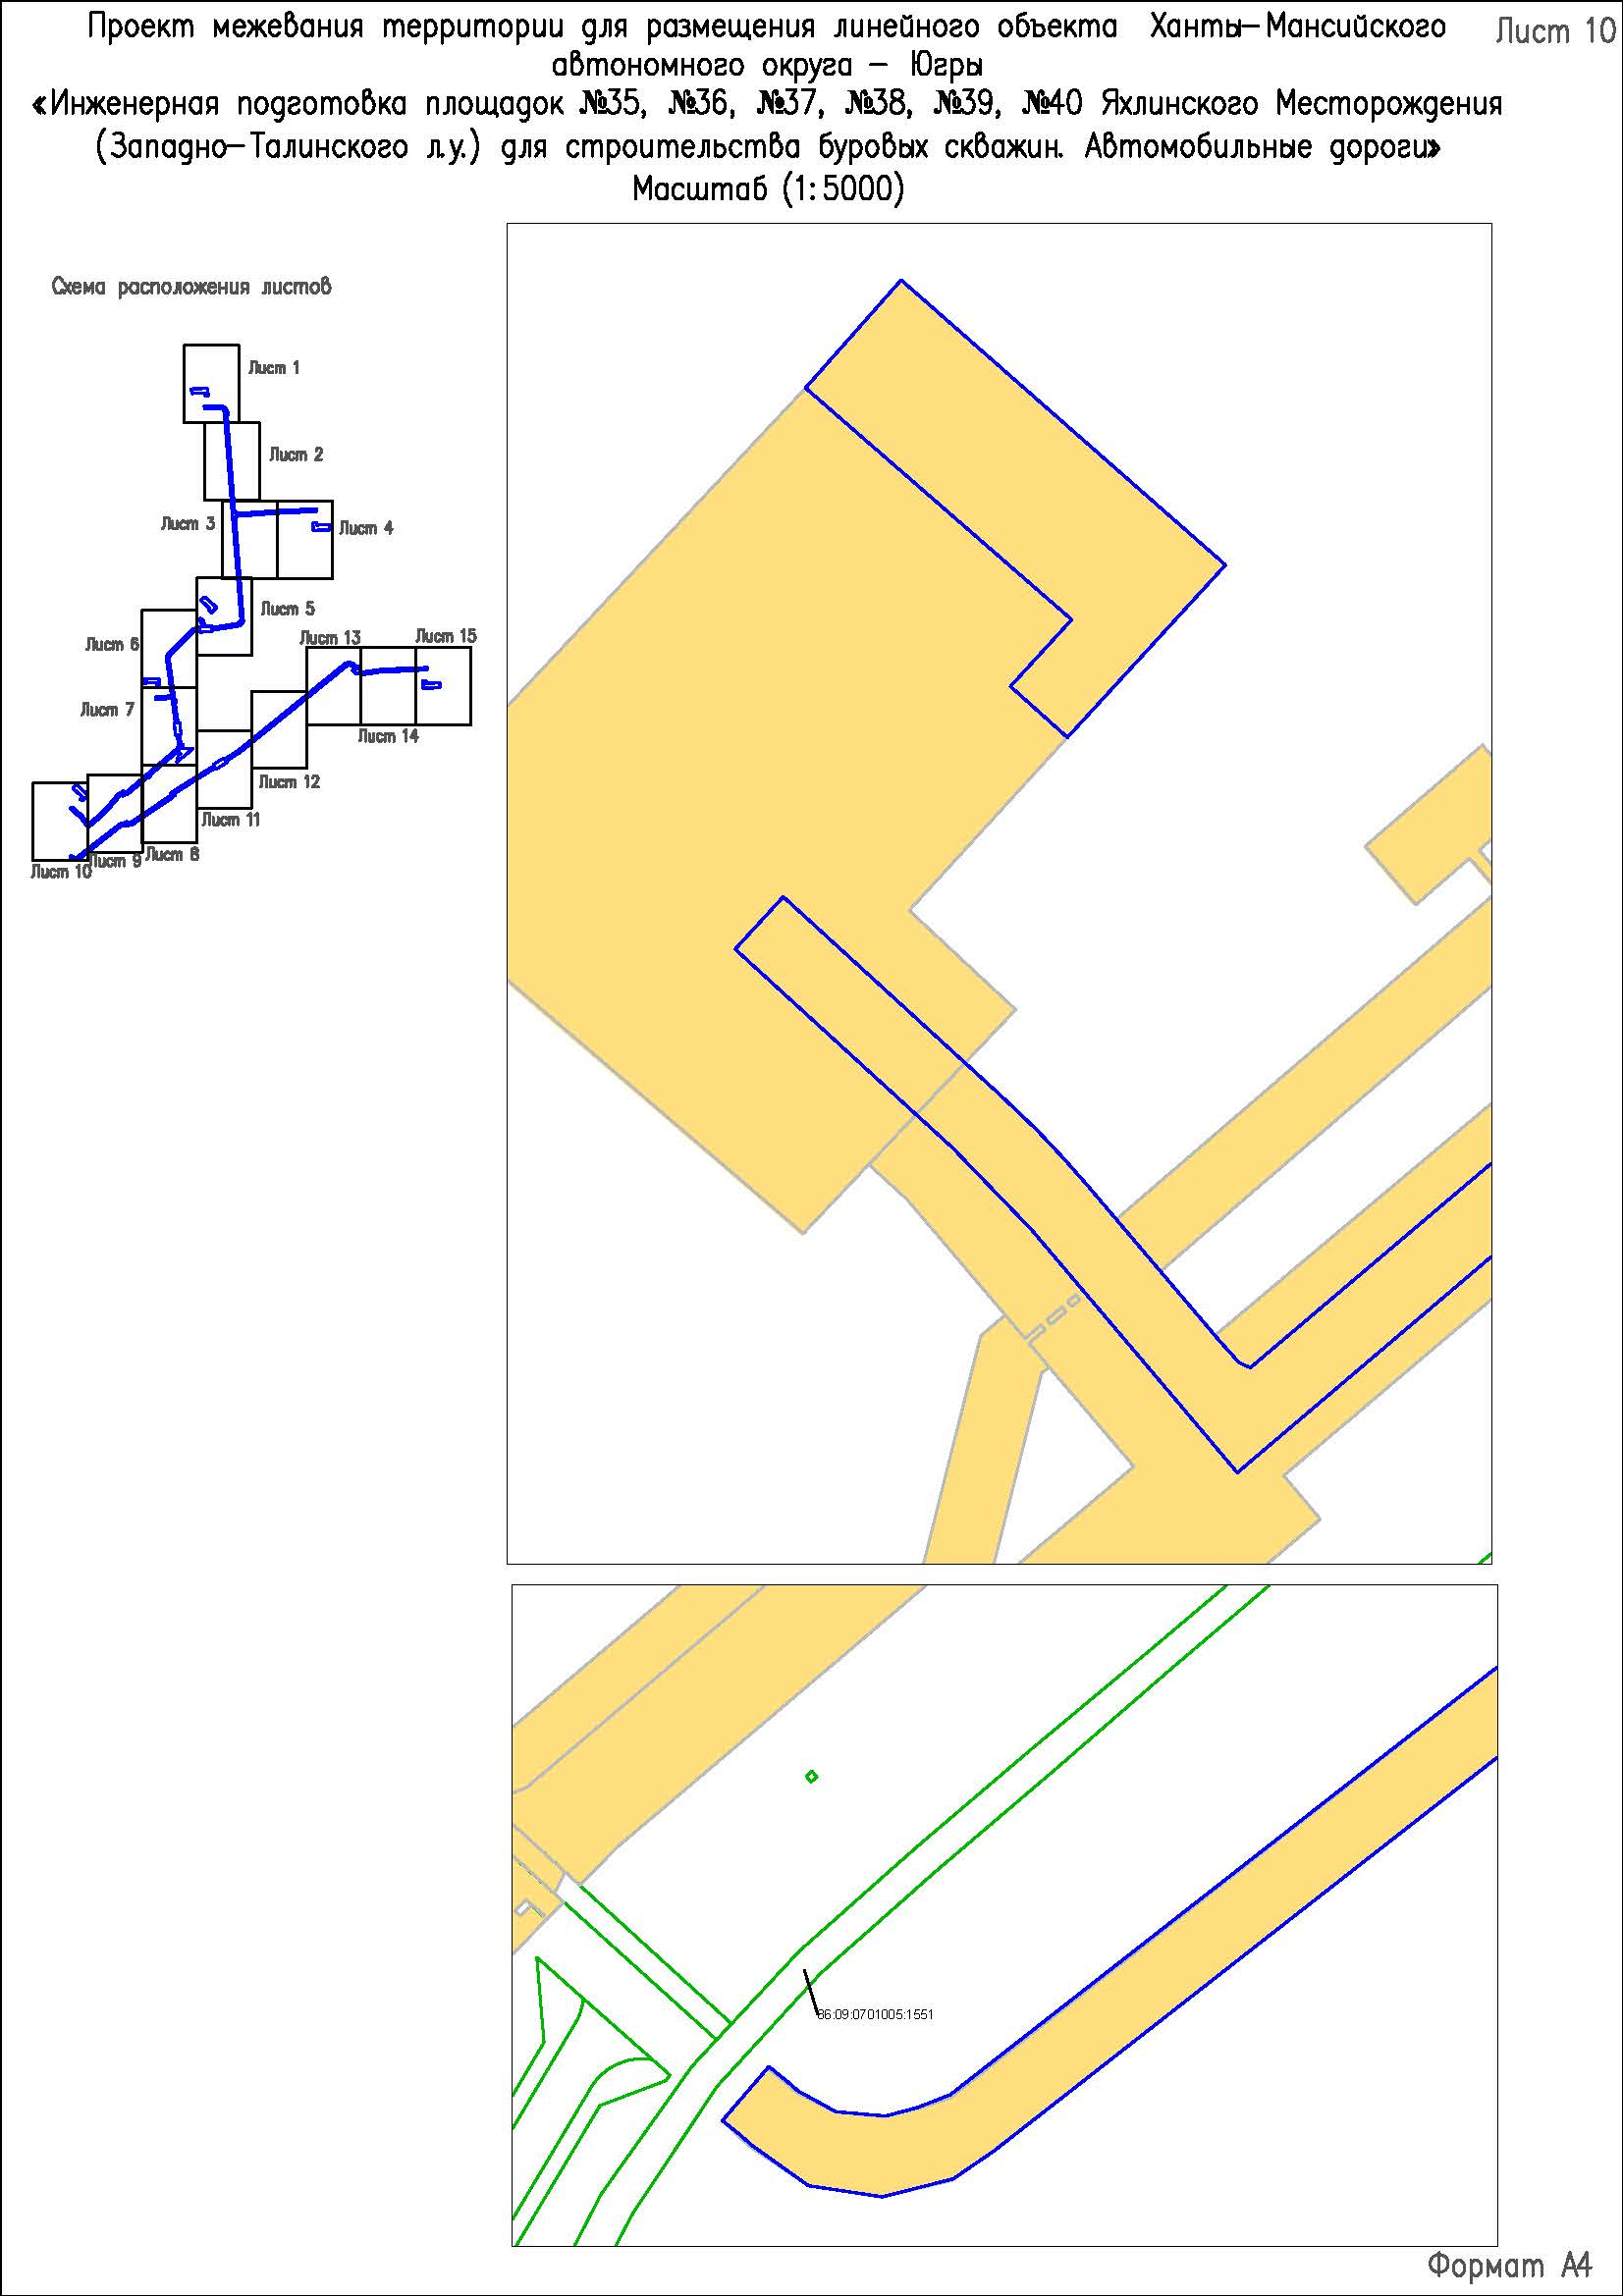 Проект межевания территории для размещения линейного объекта Ханты-Мансийского
Лист 10
автономного округа - Югры
«Инженерная подготовка площадок №35, №36, №37, №38, №39, №40 Яхлинского Месторождения
(Западно-Талинского л.у.) для строительства буровых скважин. Автомобильные дороги»
Масштаб (1:5000)
Схема расположения листов
Лист 1
Лист 2
Лист 3
Лист 4
Лист 5
Лист 6
Лист 13
Лист 15
Лист 7
Лист 14
Лист 12
Лист 11
Лист 8
Лист 9
Лист 10
86:09:0701005:1551
Формат А4